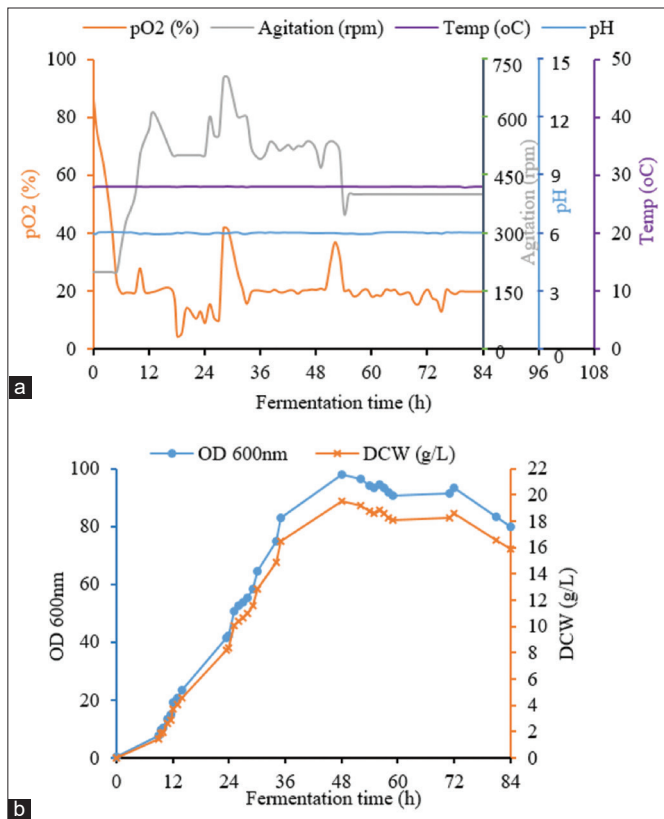 pO2 (%) Agitation (rpm) Temp (oC) pH
100 750 15 50
80 600 12 40
60 450 9 30
40 300 6 20
20 150 3 10
0 0 0 0
pO2 (%)
Agitation (rpm)
pH
Temp (oC)
0 12 24 36 48 60 72 84 96 108
Fermentation time (h)
a
OD 600nm DCW (g/L)
100 22
20
80 18
16
60 14
12
40 10
8
20 6
4
2
0 0
OD 600nm
DCW (g/L)
0 12 24 36 48 60 72 84
Fermentation time (h)
b